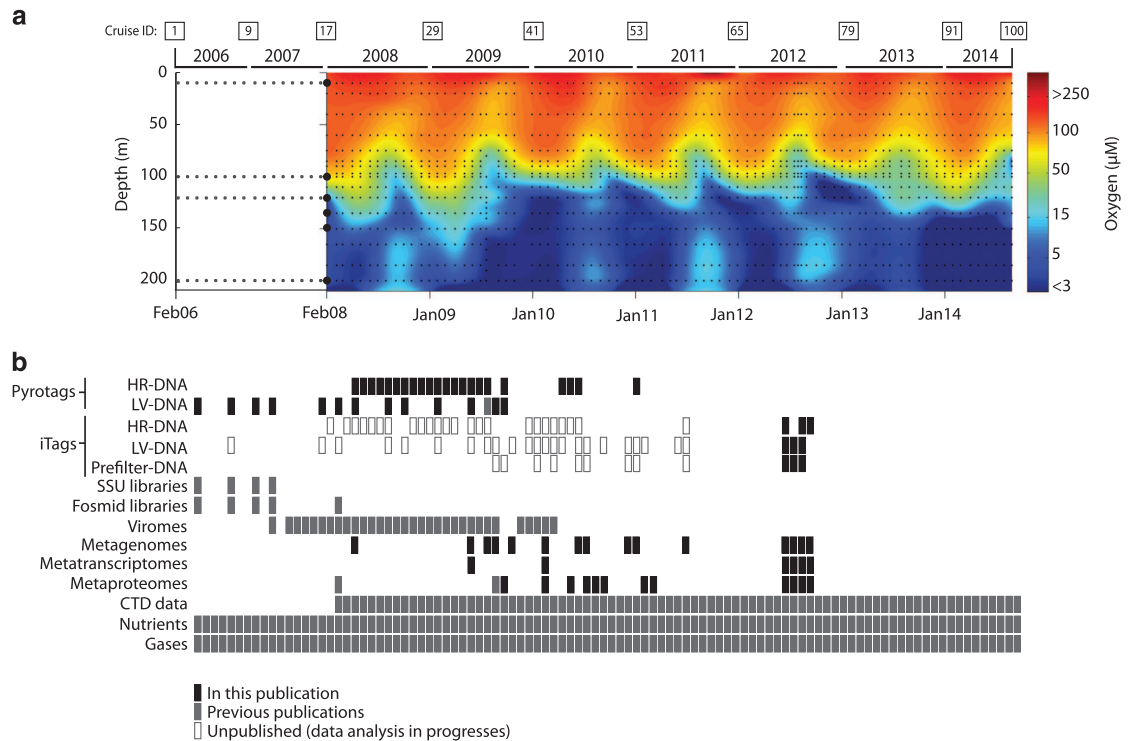 a
Cruise ID: 1 9 17 29 41 53 65 79 91 100
2006 2007 2008 2009 2010 2011 2012 2013 2014
Depth (m)
0
50
100
150
200
Feb06 Feb08 Jan09 Jan10 Jan11 Jan12 Jan13 Jan14
>250
100
50
15
5
<3
Oxygen (µM)
b
Pyrotags
HR-DNA
LV-DNA
iTags
HR-DNA
LV-DNA
Prefilter-DNA
SSU libraries
Fosmid libraries
Viromes
Metagenomes
Metatranscriptomes
Metaproteomes
CTD data
Nutrients
Gases
In this publication
Previous publications
Unpublished (data analysis in progresses)